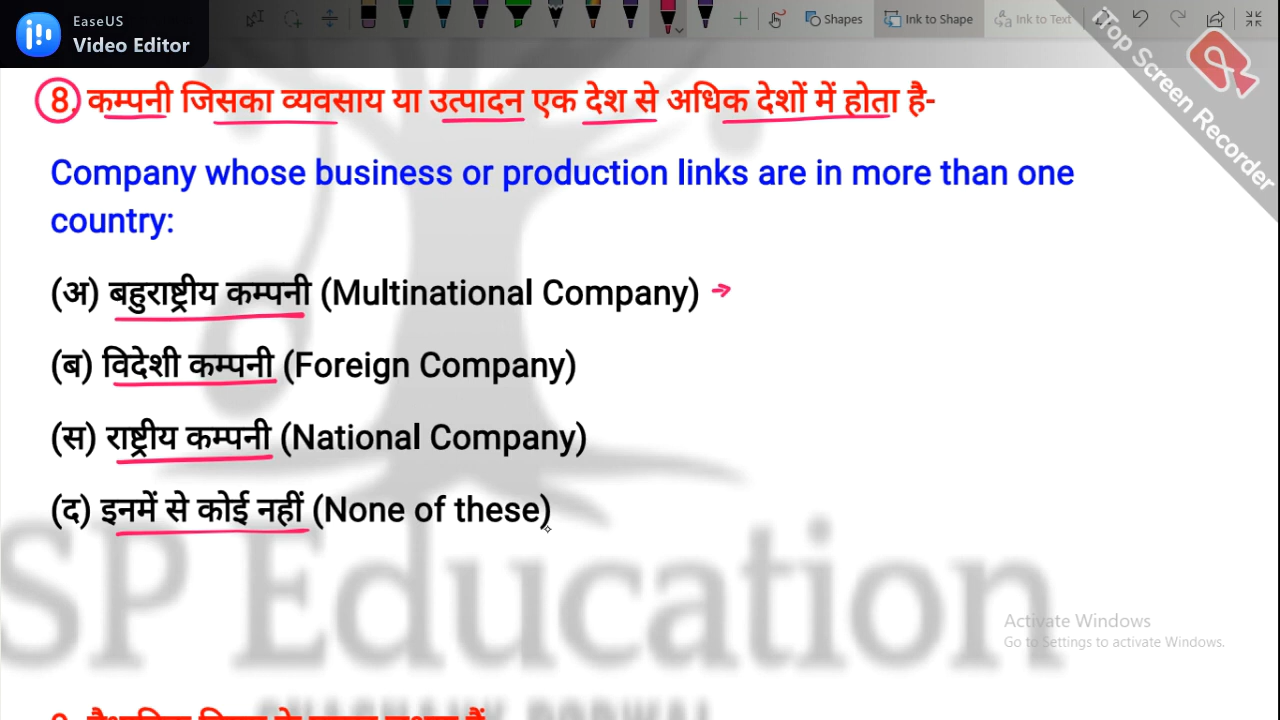 EaseUS
Video Editor
Shapes
Ink to Shape
Ink to Text
iTop Screen Recorder
8. कम्पनी जिसका व्यवसाय या उत्पादन एक देश से अधिक देशों में होता है-
Company whose business or production links are in more than one
country:
(अ) बहुराष्ट्रीय कम्पनी (Multinational Company)
(ब) विदेशी कम्पनी (Foreign Company)
(स) राष्ट्रीय कम्पनी (National Company)
(द) इनमें से कोई नहीं (None of these)
SP Education
Activate Windows
Go to Settings to activate Windows.